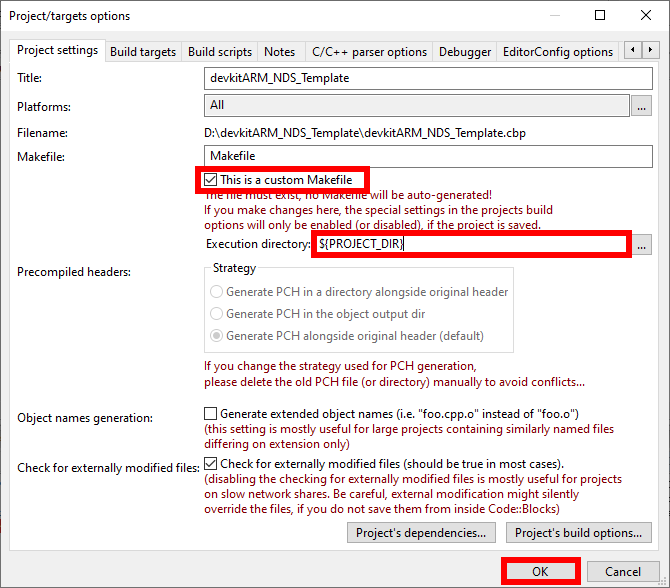 Project/targets options
Project settings Build targets Build scripts Notes C/C++ parser options Debugger EditorConfig options
Title: devkitARM_NDS_Template
Platforms: All ...
Filename: D:\devkitARM_NDS_Template\devkitARM_NDS_Template.cbp
Makefile: Makefile
This is a custom Makefile
The file must exist, no Makefile will be auto-generated!
If you make changes here, the special settings in the projects build
options will only be enabled (or disabled), if the project is saved.
Execution directory: ${PROJECT_DIR} ...
Precompiled headers: Strategy
Generate PCH in a directory alongside original header
Generate PCH in the object output dir
Generate PCH alongside original header (default)
If you change the strategy used for PCH generation,
please delete the old PCH file (or directory) manually to avoid conflicts...
Object names generation: Generate extended object names (i.e. "foo.cpp.o" instead of "foo.o")
(this setting is mostly useful for large projects containing similarly named files
differing on extension only)
Check for externally modified files: Check for externally modified files (should be true in most cases).
(disabling the checking for externally modified files is mostly useful for projects
on slow network shares. Be careful, external modification might silently
override the files, if you do not save them from inside Code::Blocks)
Project's dependencies... Project's build options...
OK Cancel